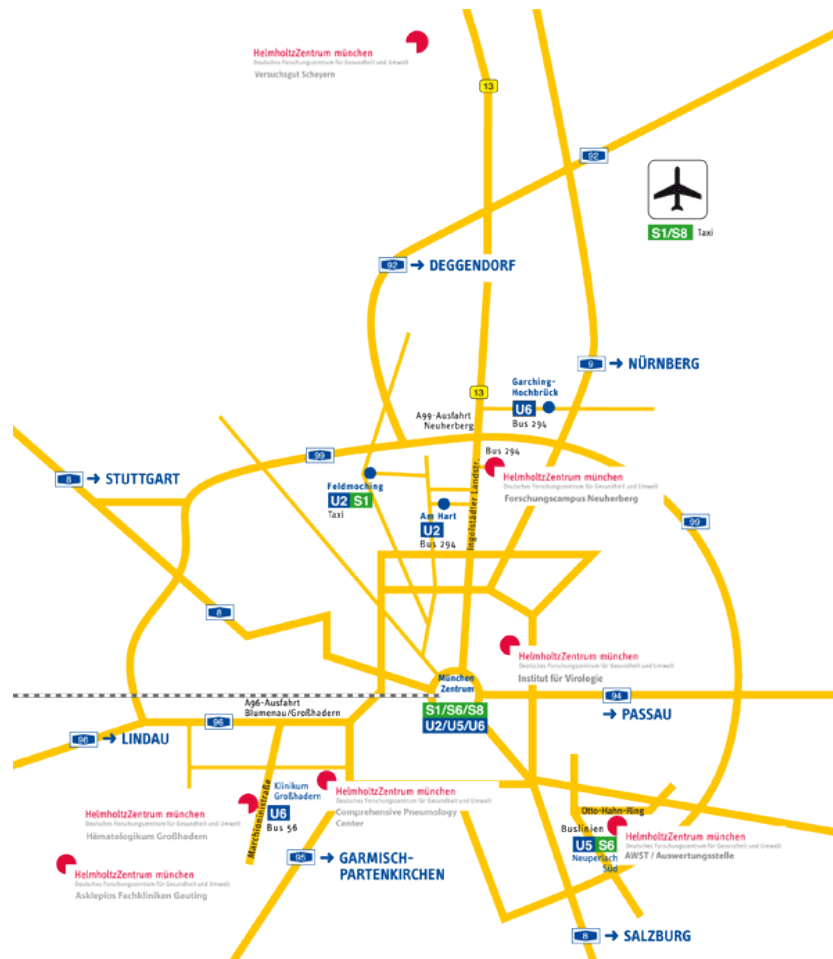 HelmholtzZentrum münchen
Deutsches Forschungszentrum für Gesundheit und Umwelt
Versuchsgut Scheyern
13
92
S1/S8 Taxi
92 → DEGGENDORF
9 → NÜRNBERG
Garching-
Hochbrück
U6
Bus 294
13
A99-Ausfahrt
Neuherberg
Bus 294
99
8 → STUTTGART
HelmholtzZentrum münchen
Deutsches Forschungszentrum für Gesundheit und Umwelt
Forschungscampus Neuherberg
Feldmoching
U2 S1
Taxi
Am Hart
U2
Bus 294
Ingolstädter Landstr.
99
8
HelmholtzZentrum münchen
Deutsches Forschungszentrum für Gesundheit und Umwelt
Institut für Virologie
München
Zentrum
S1/S6/S8
U2/U5/U6
94
→ PASSAU
A96-Ausfahrt
Blumenau/Großhadern
96
96 → LINDAU
Marchioninistraße
Klinikum
Großhadern
U6
Bus 56
HelmholtzZentrum münchen
Deutsches Forschungszentrum für Gesundheit und Umwelt
Comprehensive Pneumology
Center
HelmholtzZentrum münchen
Deutsches Forschungszentrum für Gesundheit und Umwelt
Hämatologikum Großhadern
Otto-Hahn-Ring
Buslinien
U5 S6
Neuperlach
Süd
HelmholtzZentrum münchen
Deutsches Forschungszentrum für Gesundheit und Umwelt
AWST / Auswertungsstelle
95 → GARMISCH-
PARTENKIRCHEN
HelmholtzZentrum münchen
Deutsches Forschungszentrum für Gesundheit und Umwelt
Asklepios Fachkliniken Gauting
8 → SALZBURG